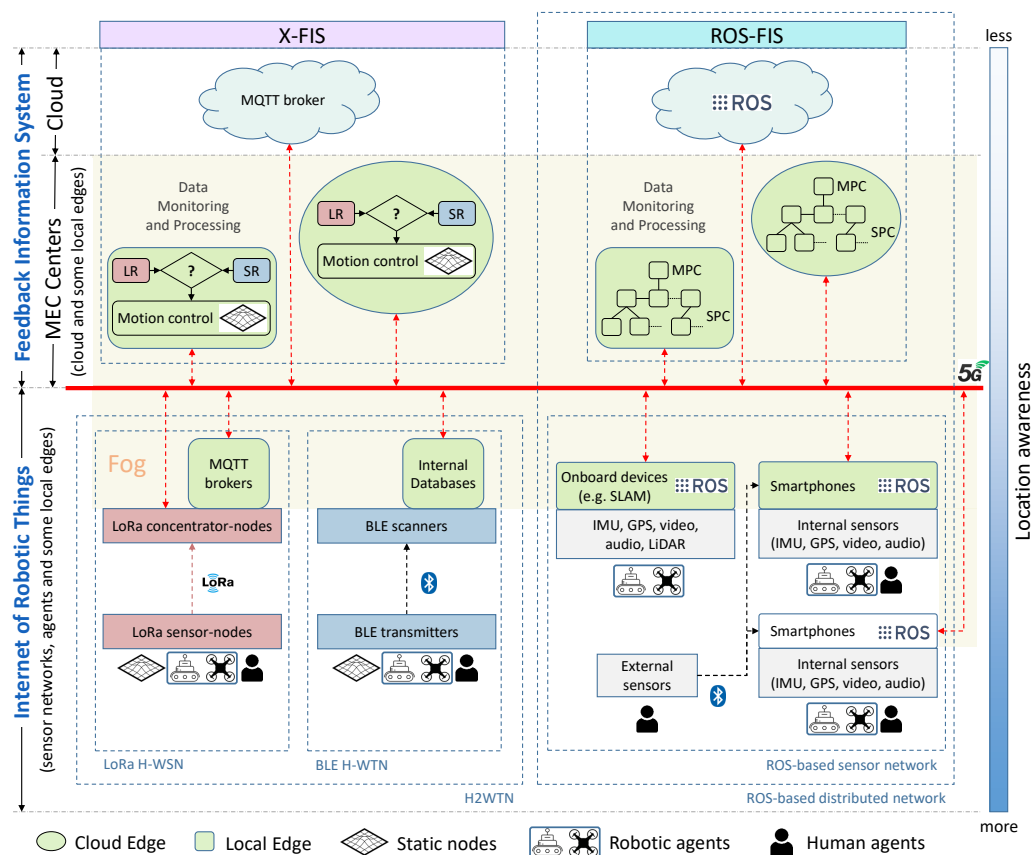 X-FIS
ROS-FIS
less
Feedback Information System
Cloud
MEC Centers
(cloud and some local edges)
MQTT broker
ROS
Data
Monitoring
and Processing
LR
?
SR
Motion control
LR
?
SR
Motion control
Data
Monitoring
and Processing
MPC
SPC
MPC
SPC
5G
Location awareness
Internet of Robotic Things
(sensor networks, agents and some local edges)
Fog
MQTT
brokers
LoRa concentrator-nodes
LoRa
LoRa sensor-nodes
LoRa H-WSN
Internal
Databases
BLE scanners
BLE transmitters
BLE H-WTN
H2WTN
Onboard devices
(e.g. SLAM)
ROS
IMU, GPS, video,
audio, LiDAR
Smartphones
ROS
Internal sensors
(IMU, GPS, video, audio)
Smartphones
ROS
Internal sensors
(IMU, GPS, video, audio)
External
sensors
ROS-based sensor network
ROS-based distributed network
more
Cloud Edge
Local Edge
Static nodes
Robotic agents
Human agents